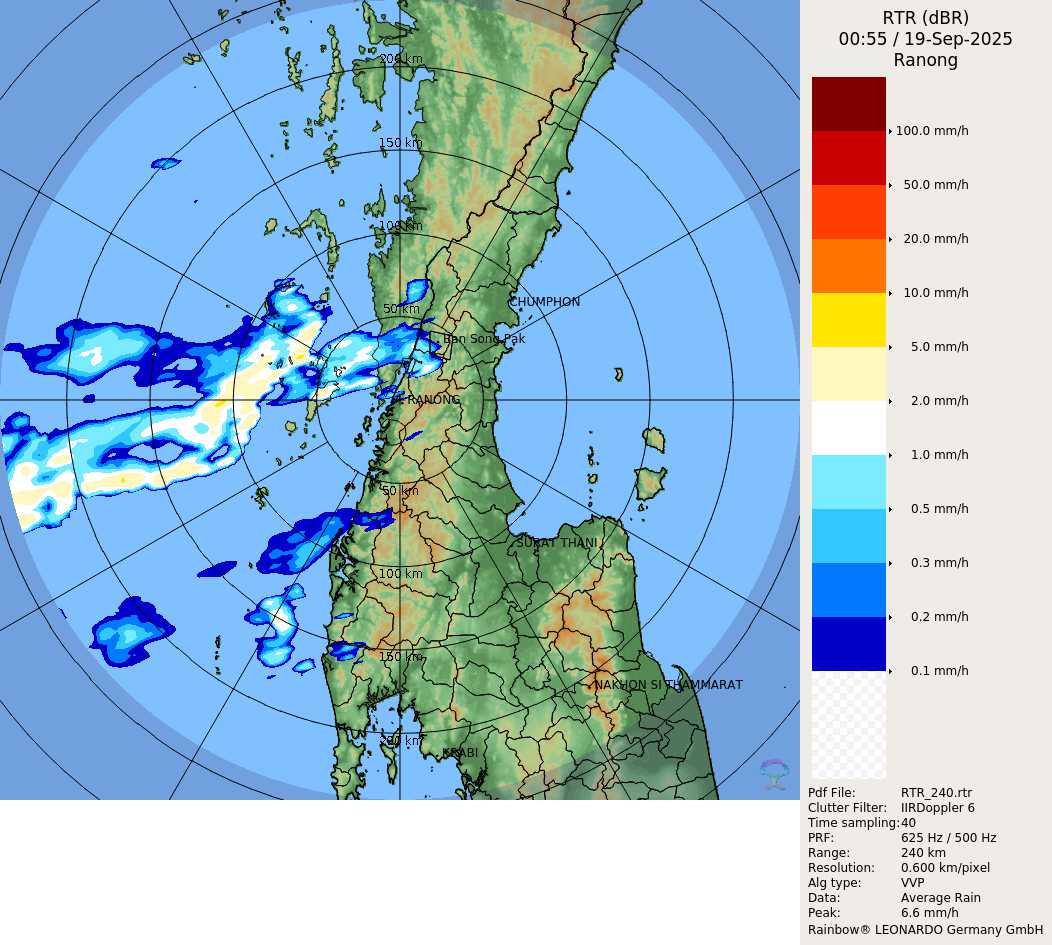 RTR (dBR)
00:55 / 19-Sep-2025
Ranong
200 km
150 km
100 km
50 km
CHUMPHON
Ban Song Pak
RANONG
50 km
SURAT THANI
100 km
150 km
NAKHON SI THAMMARAT
200 km
KRABI
100.0 mm/h
50.0 mm/h
20.0 mm/h
10.0 mm/h
5.0 mm/h
2.0 mm/h
1.0 mm/h
0.5 mm/h
0.3 mm/h
0.2 mm/h
0.1 mm/h
Pdf File: RTR_240.rtr
Clutter Filter: IIRDoppler 6
Time sampling:40
PRF: 625 Hz / 500 Hz
Range: 240 km
Resolution: 0.600 km/pixel
Alg type: VVP
Data: Average Rain
Peak: 6.6 mm/h
Rainbow® LEONARDO Germany GmbH